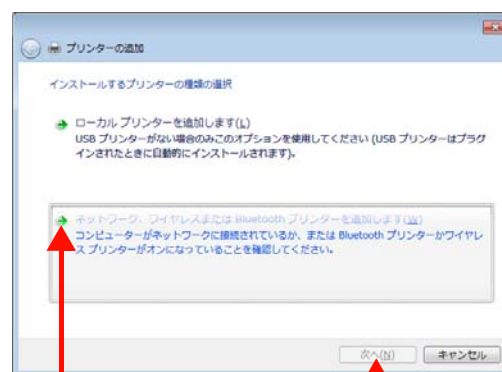 プリンターの追加
インストールするプリンターの種類の選択
ローカル プリンターを追加します(L)
USB プリンターがない場合のみこのオプションを使用してください (USB プリンターはプラグ
インされたときに自動的にインストールされます)。
ネットワーク、ワイヤレスまたは Bluetooth プリンターを追加します(W)
コンピューターがネットワークに接続されているか、または Bluetooth プリンターかワイヤレ
ス プリンターがオンになっていることを確認してください。
次へ(N) キャンセル